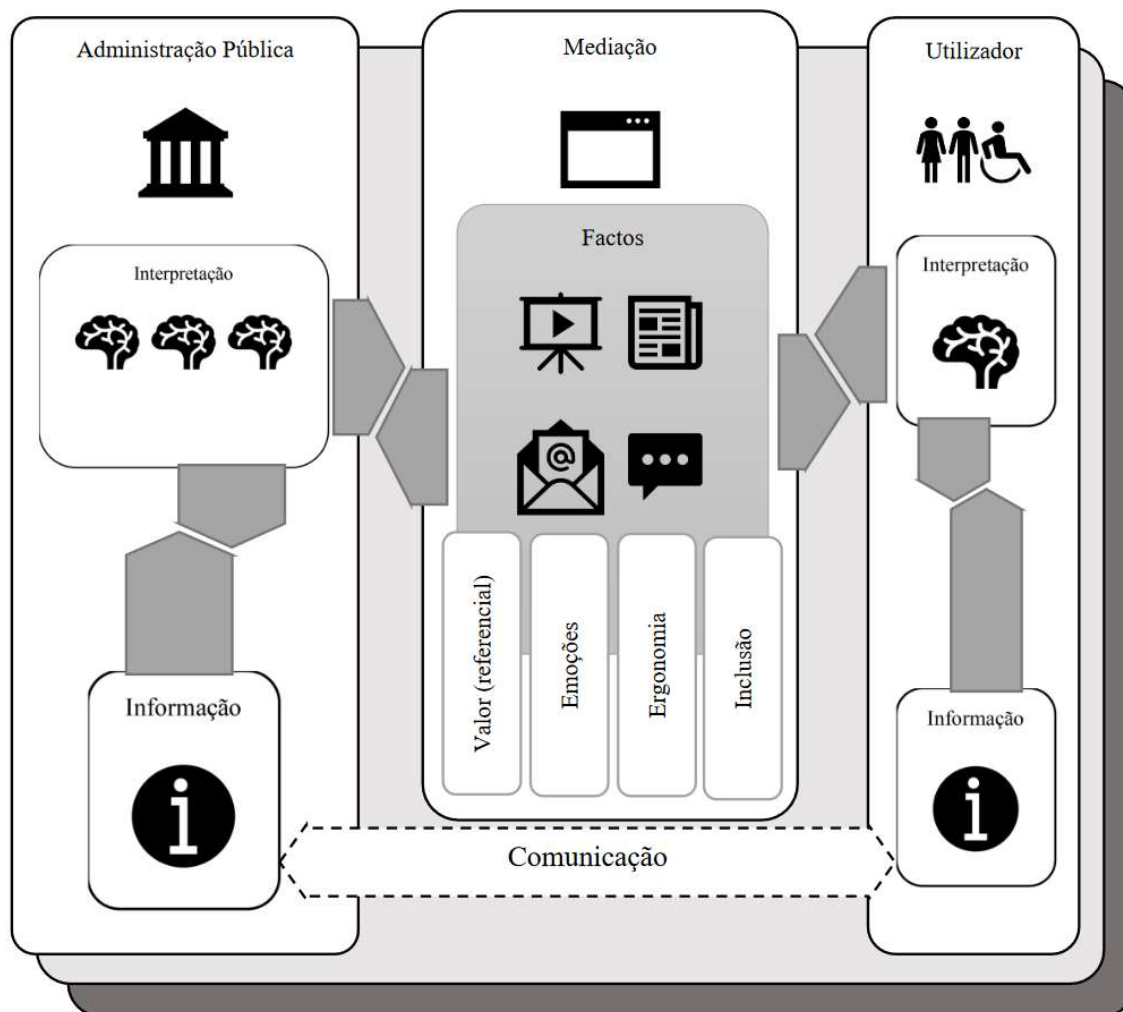 Administração Pública
Interpretação
Informação
Mediação
Factos
@
Valor (referencial)
Emoções
Ergonomia
Inclusão
Utilizador
Interpretação
Informação
Comunicação